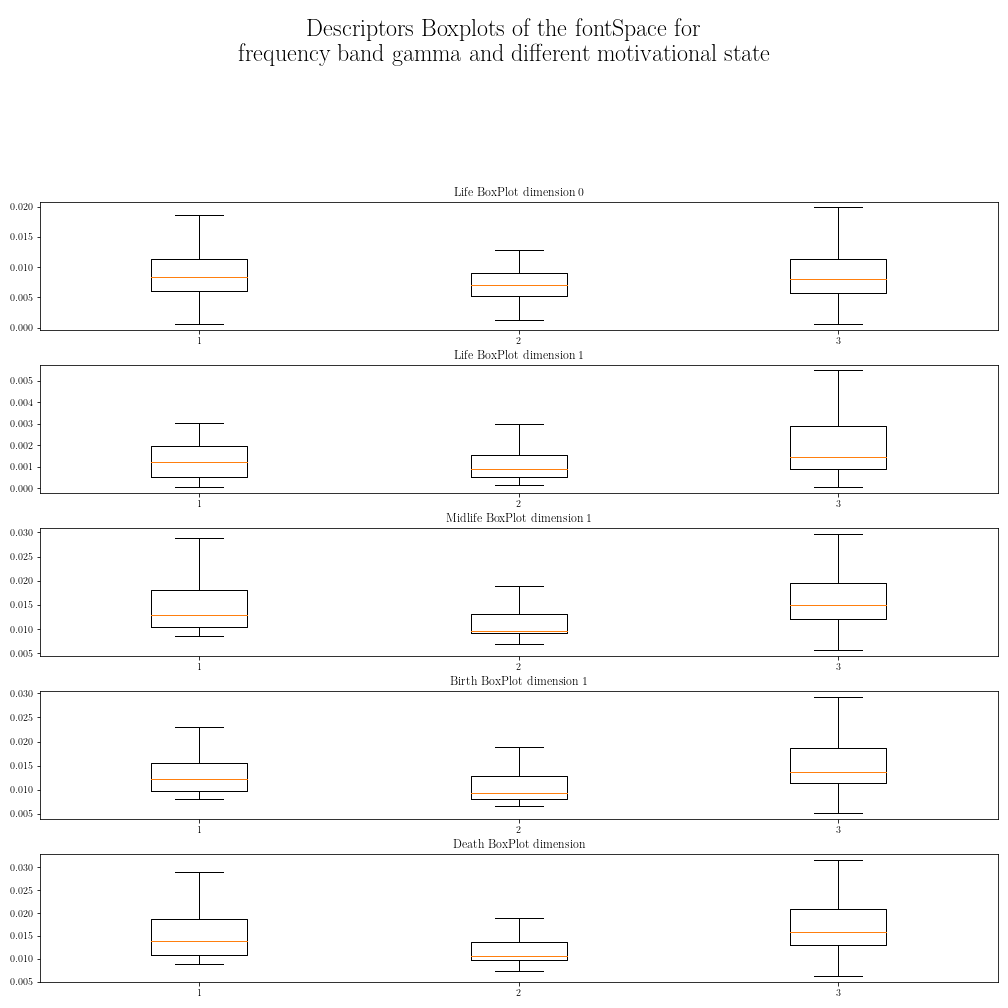 Descriptors Boxplots of the fontSpace for
frequency band gamma and different motivational state
Life BoxPlot dimension 0
0.020
0.015
0.010
0.005
0.000
1 2 3
Life BoxPlot dimension 1
0.005
0.004
0.003
0.002
0.001
0.000
1 2 3
Midlife BoxPlot dimension 1
0.030
0.025
0.020
0.015
0.010
0.005
1 2 3
Birth BoxPlot dimension 1
0.030
0.025
0.020
0.015
0.010
0.005
1 2 3
Death BoxPlot dimension
0.030
0.025
0.020
0.015
0.010
0.005
1 2 3